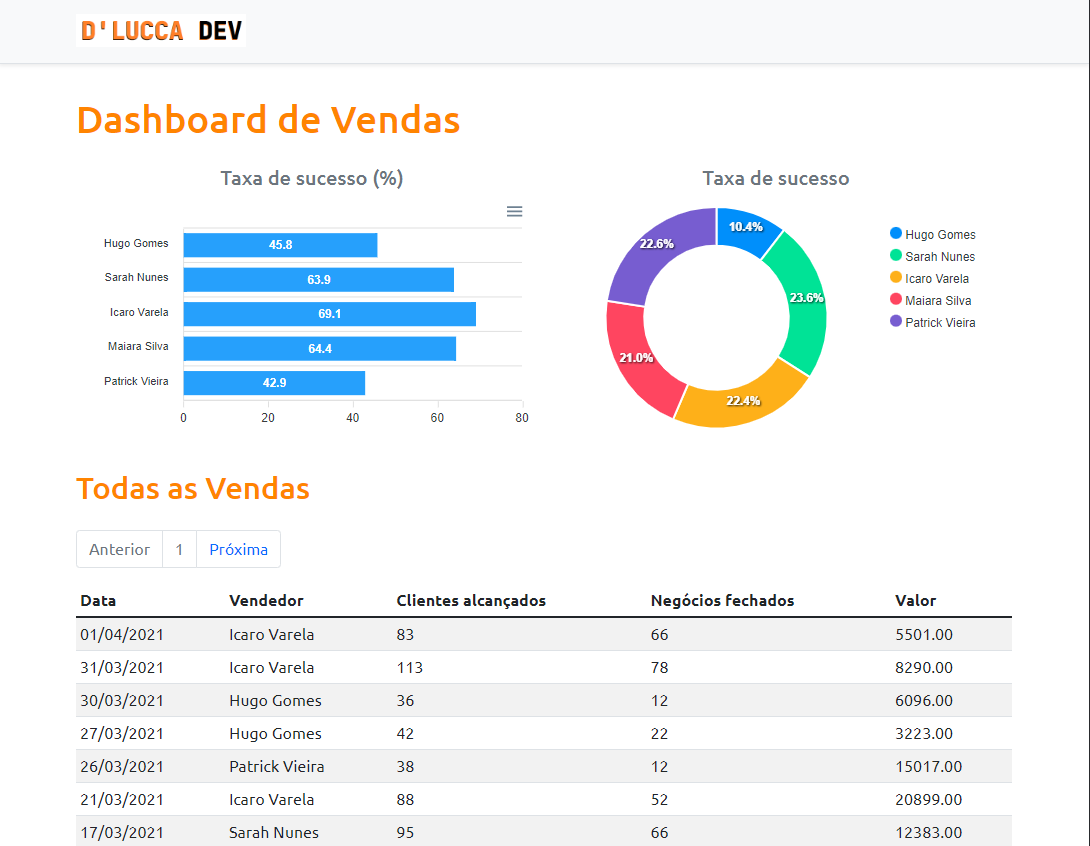 D'LUCCA DEV
Dashboard de Vendas
Taxa de sucesso (%)
Hugo Gomes 45.8
Sarah Nunes 63.9
Icaro Varela 69.1
Maiara Silva 64.4
Patrick Vieira 42.9
0 20 40 60 80
Taxa de sucesso
10.4%
23.6%
22.4%
21.0%
22.6%
Hugo Gomes
Sarah Nunes
Icaro Varela
Maiara Silva
Patrick Vieira
Todas as Vendas
Anterior 1 Próxima
Data Vendedor Clientes alcançados Negócios fechados Valor
01/04/2021 Icaro Varela 83 66 5501.00
31/03/2021 Icaro Varela 113 78 8290.00
30/03/2021 Hugo Gomes 36 12 6096.00
27/03/2021 Hugo Gomes 42 22 3223.00
26/03/2021 Patrick Vieira 38 12 15017.00
21/03/2021 Icaro Varela 88 52 20899.00
17/03/2021 Sarah Nunes 95 66 12383.00